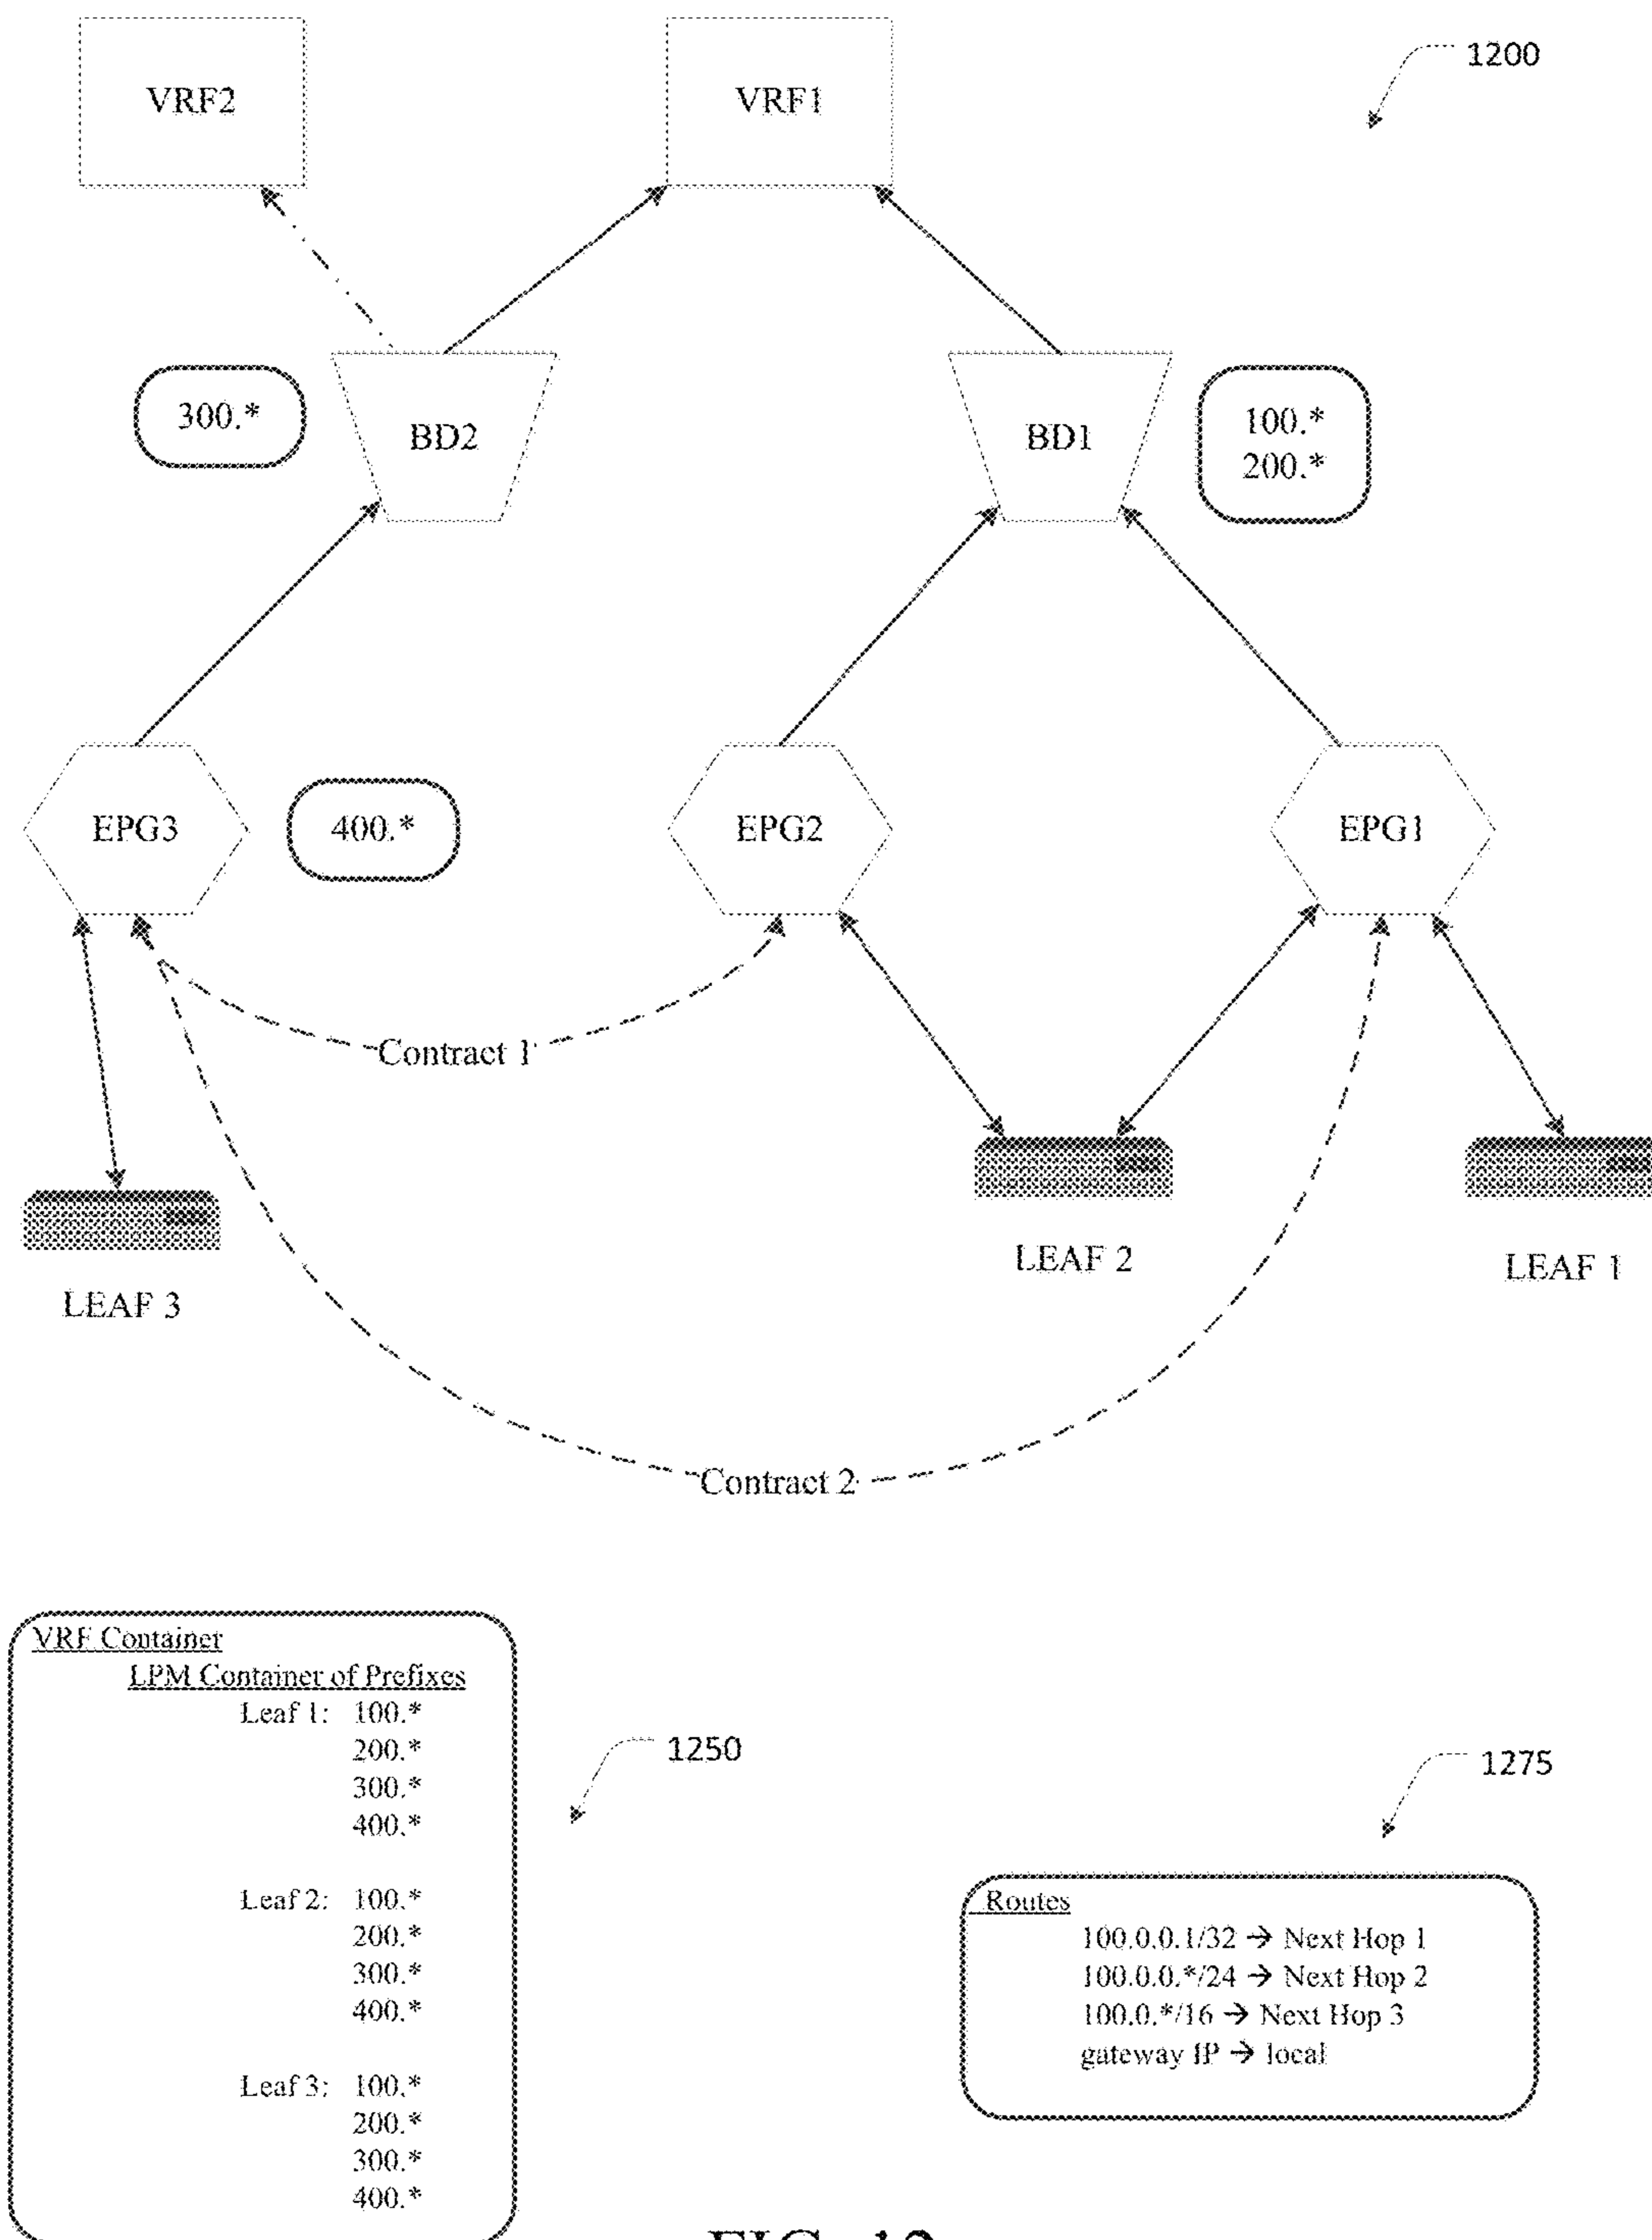 1200
VRF2
VRF1
300.*
BD2
BD1
100.*
200.*
EPG3
400.*
EPG2
EPG1
Contract 1
LEAF 3
LEAF 2
LEAF 1
Contract 2
VRF Container
LPM Container of Prefixes
Leaf 1: 100.*
200.*
300.*
400.*
Leaf 2: 100.*
200.*
300.*
400.*
Leaf 3: 100.*
200.*
300.*
400.*
1250
1275
Routes
100.0.0.1/32 → Next Hop 1
100.0.0.*/24 → Next Hop 2
100.0.*/16 → Next Hop 3
gateway IP → local